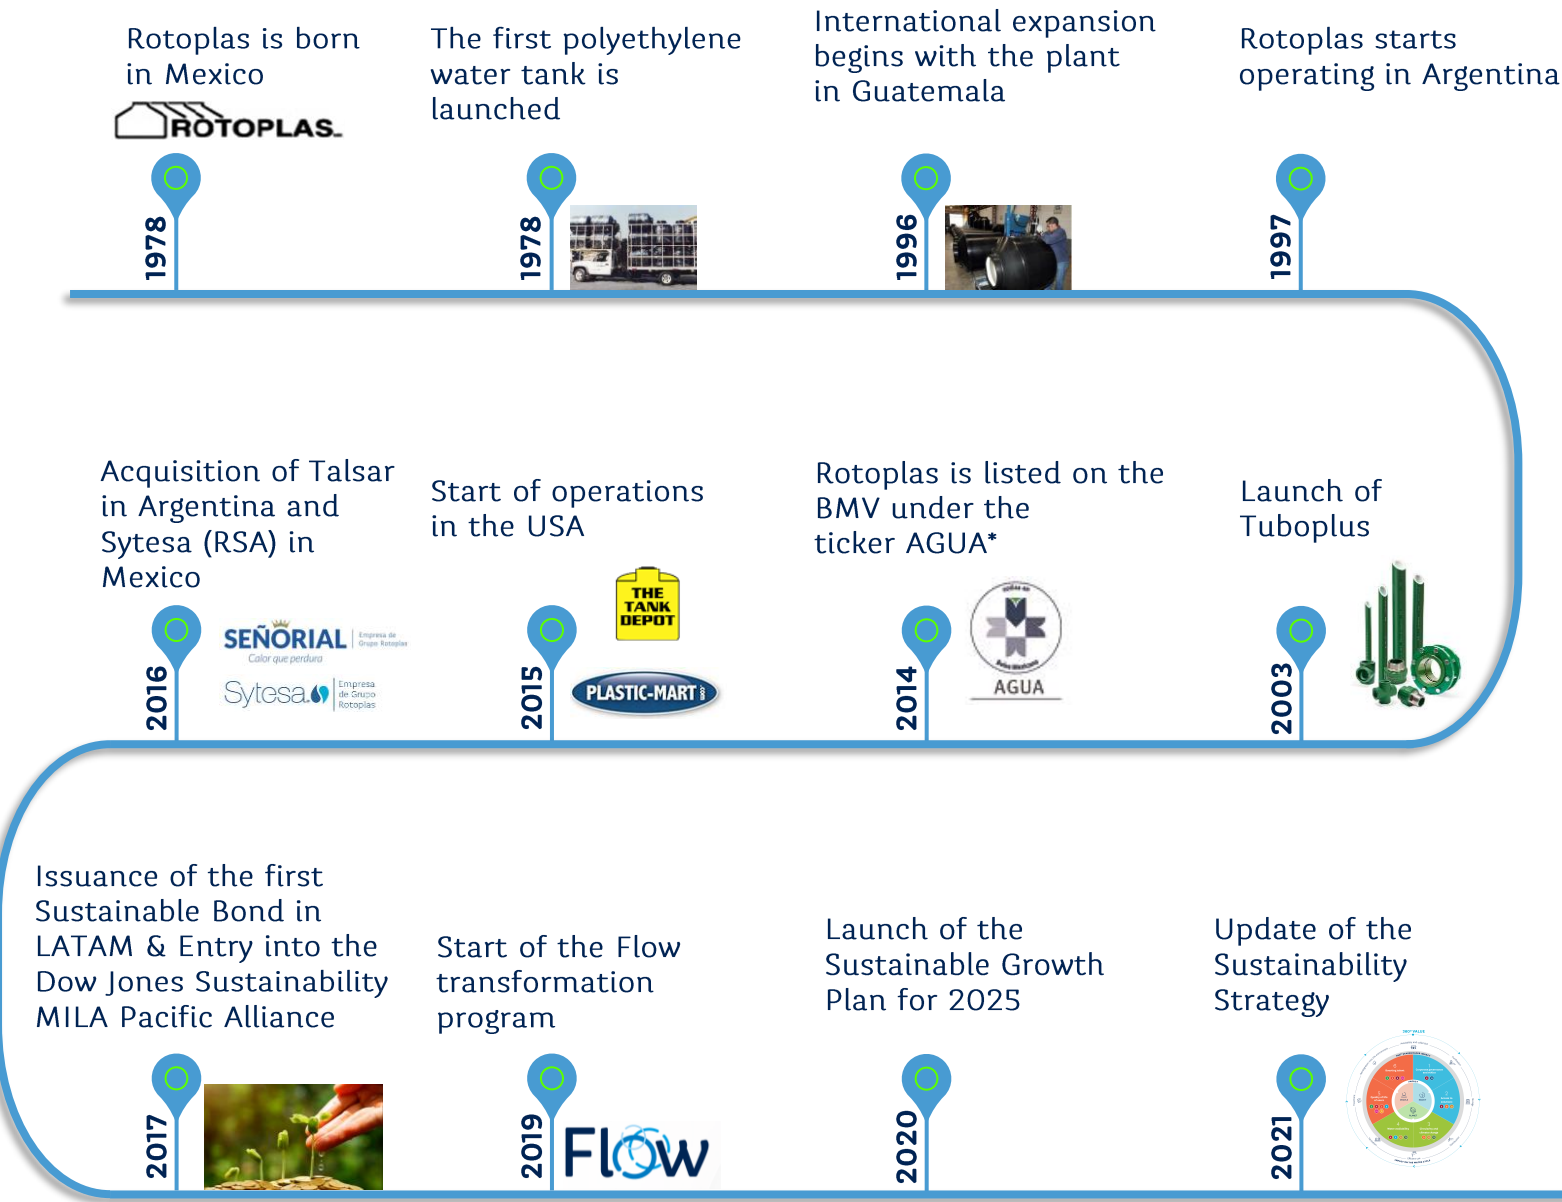 Rotoplas is born
in Mexico
ROTOPLAS
1978
The first polyethylene
water tank is
launched
1978
International expansion
begins with the plant
in Guatemala
1996
Rotoplas starts
operating in Argentina
1997
Acquisition of Talsar
in Argentina and
Sytesa (RSA) in
Mexico
SEÑORIAL
Empresa de
Grupo Rotoplas
Calor que perdura
Sytesa
Empresa
de Grupo
Rotoplas
2016
Start of operations
in the USA
THE
TANK
DEPOT
PLASTIC-MART
2015
Rotoplas is listed on the
BMV under the
ticker AGUA*
AGUA
2014
Launch of
Tuboplus
2003
Issuance of the first
Sustainable Bond in
LATAM & Entry into the
Dow Jones Sustainability
MILA Pacific Alliance
2017
Start of the Flow
transformation
program
2019
Flow
Launch of the
Sustainable Growth
Plan for 2025
2020
Update of the
Sustainability
Strategy
2021